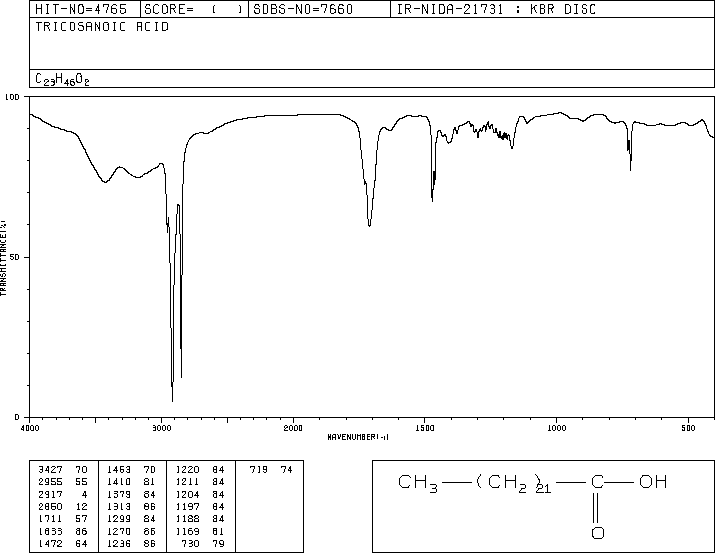 HIT-NO=4765 SCORE= ( ) SDBS-NO=7660 IR-NIDA-21731 : KBR DISC
TRICOSANOIC ACID
C23H46O2
100
50
0
TRANSMITTANCE(%)
4000 3000 2000 1500 1000 500
WAVENUMBER(-1)
3427 70 1463 70 1220 84 719 74
2955 55 1410 81 1211 84
2917 4 1379 84 1204 84
2850 12 1313 86 1197 84
1711 57 1299 84 1188 84
1633 86 1270 86 1169 81
1472 64 1236 86 730 79
CH3 (CH2)21 C OH
O